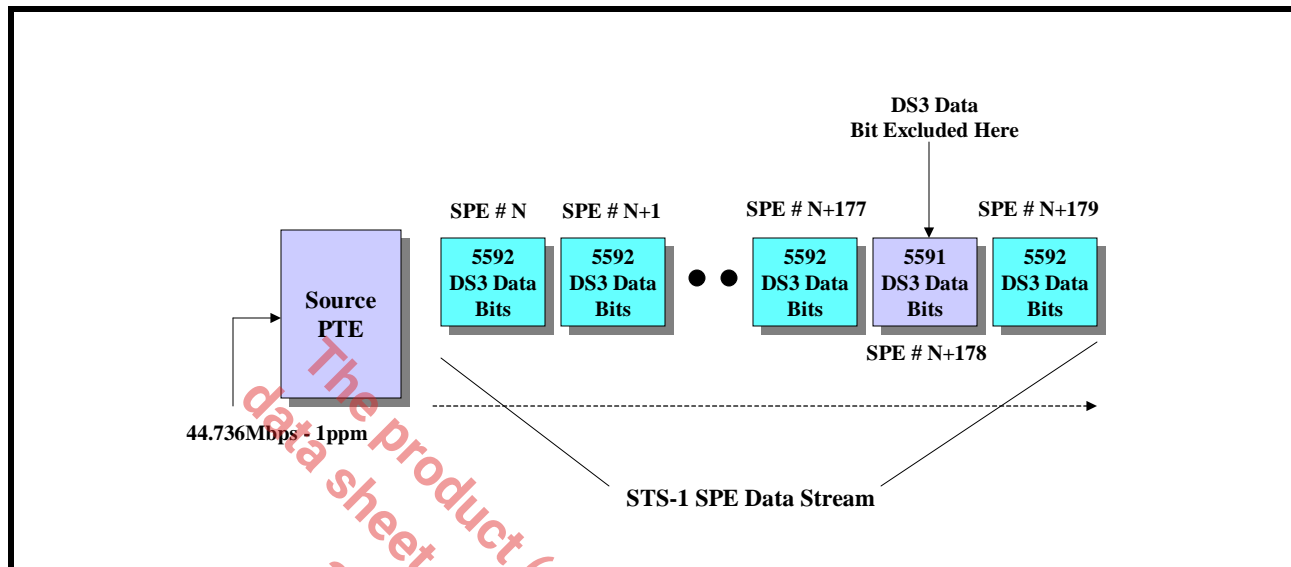 DS3 Data
Bit Excluded Here
SPE # N
SPE # N+1
SPE # N+177
SPE # N+179
Source
PTE
5592
DS3 Data
Bits
5592
DS3 Data
Bits
5592
DS3 Data
Bits
5591
DS3 Data
Bits
5592
DS3 Data
Bits
SPE # N+178
44.736Mbps - 1ppm
STS-1 SPE Data Stream
The product
data sheet